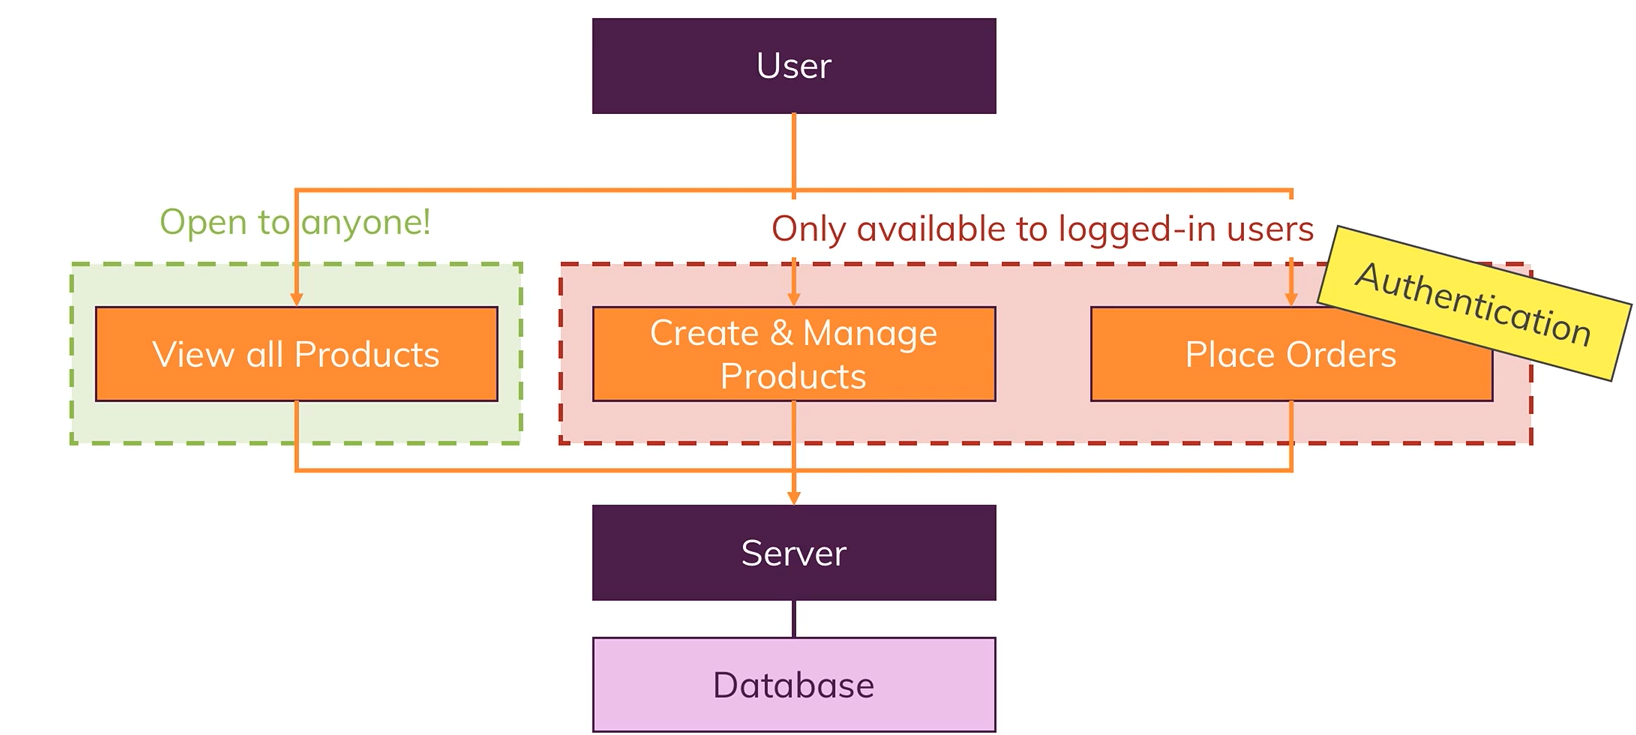 User
Open to anyone!
Only available to logged-in users
Authentication
View all Products
Create & Manage
Products
Place Orders
Server
Database